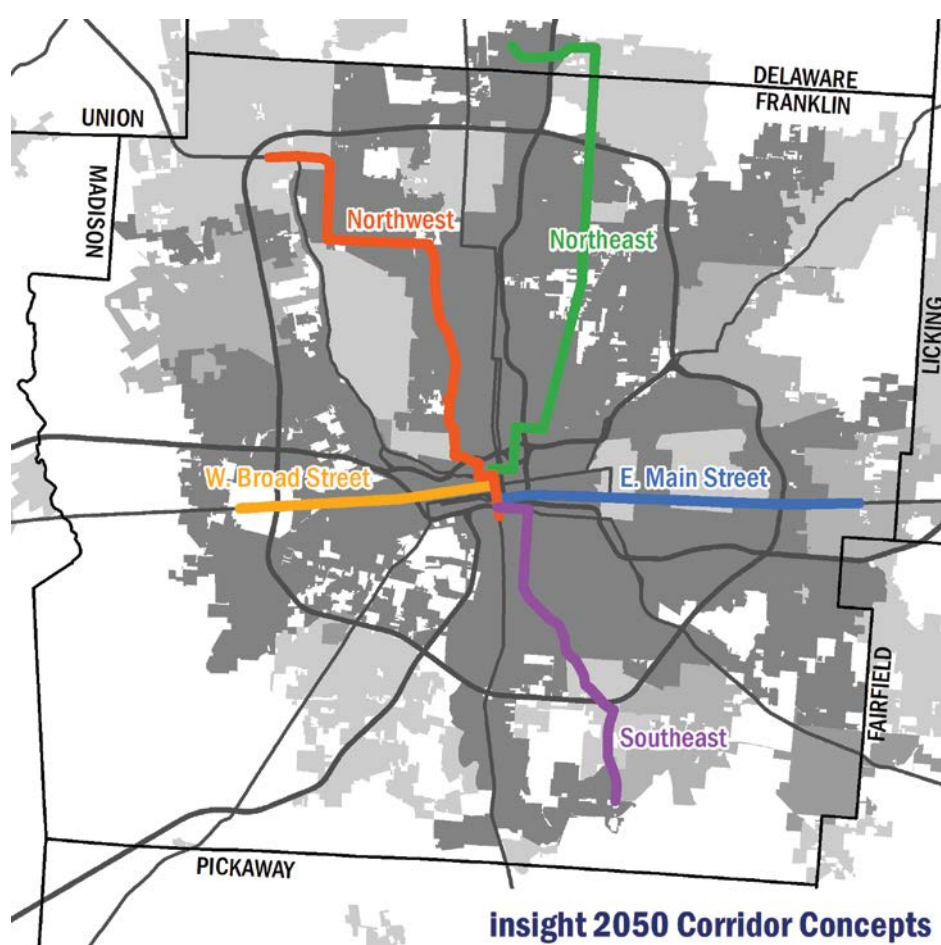 DELAWARE
FRANKLIN
UNION
MADISON
Northwest
Northeast
LICKING
W. Broad Street
E. Main Street
FAIRFIELD
Southeast
PICKAWAY
insight 2050 Corridor Concepts